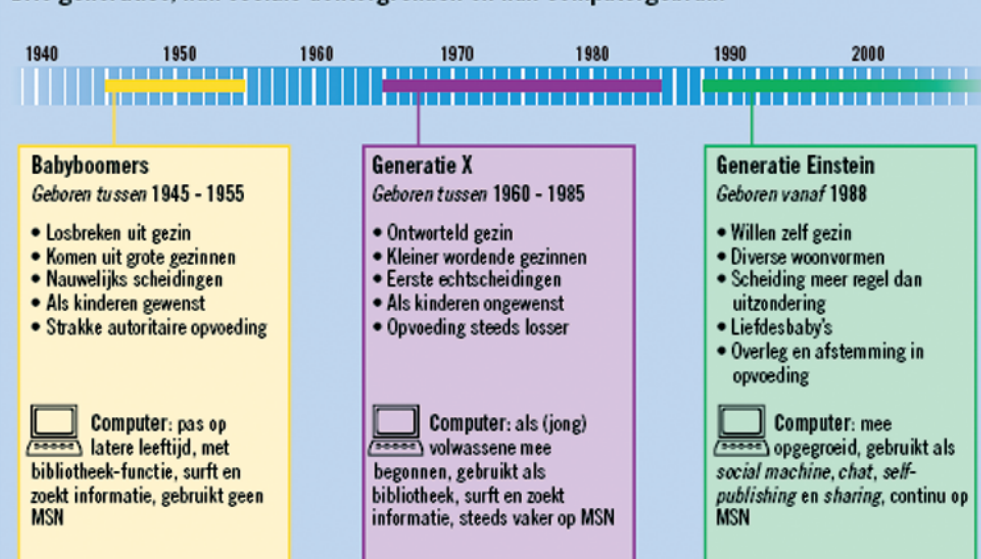 1940 1950 1960 1970 1980 1990 2000
Babyboomers
Geboren tussen 1945 - 1955
• Losbreken uit gezin
• Komen uit grote gezinnen
• Nauwelijks scheidingen
• Als kinderen gewenst
• Strakke autoritaire opvoeding
Computer: pas op
latere leeftijd, met
bibliotheek-functie, surft en
zoekt informatie, gebruikt geen
MSN
Generatie X
Geboren tussen 1960 - 1985
• Ontworteld gezin
• Kleiner wordende gezinnen
• Eerste echtscheidingen
• Als kinderen ongewenst
• Opvoeding steeds losser
Computer: als (jong)
volwassene mee
begonnen, gebruikt als
bibliotheek, surft en zoekt
informatie, steeds vaker op MSN
Generatie Einstein
Geboren vanaf 1988
• Willen zelf gezin
• Diverse woonvormen
• Scheiding meer regel dan
uitzondering
• Liefdesbaby's
• Overleg en afstemming in
opvoeding
Computer: mee
opgegroeid, gebruikt als
social machine, chat, self-
publishing en sharing, continu op
MSN